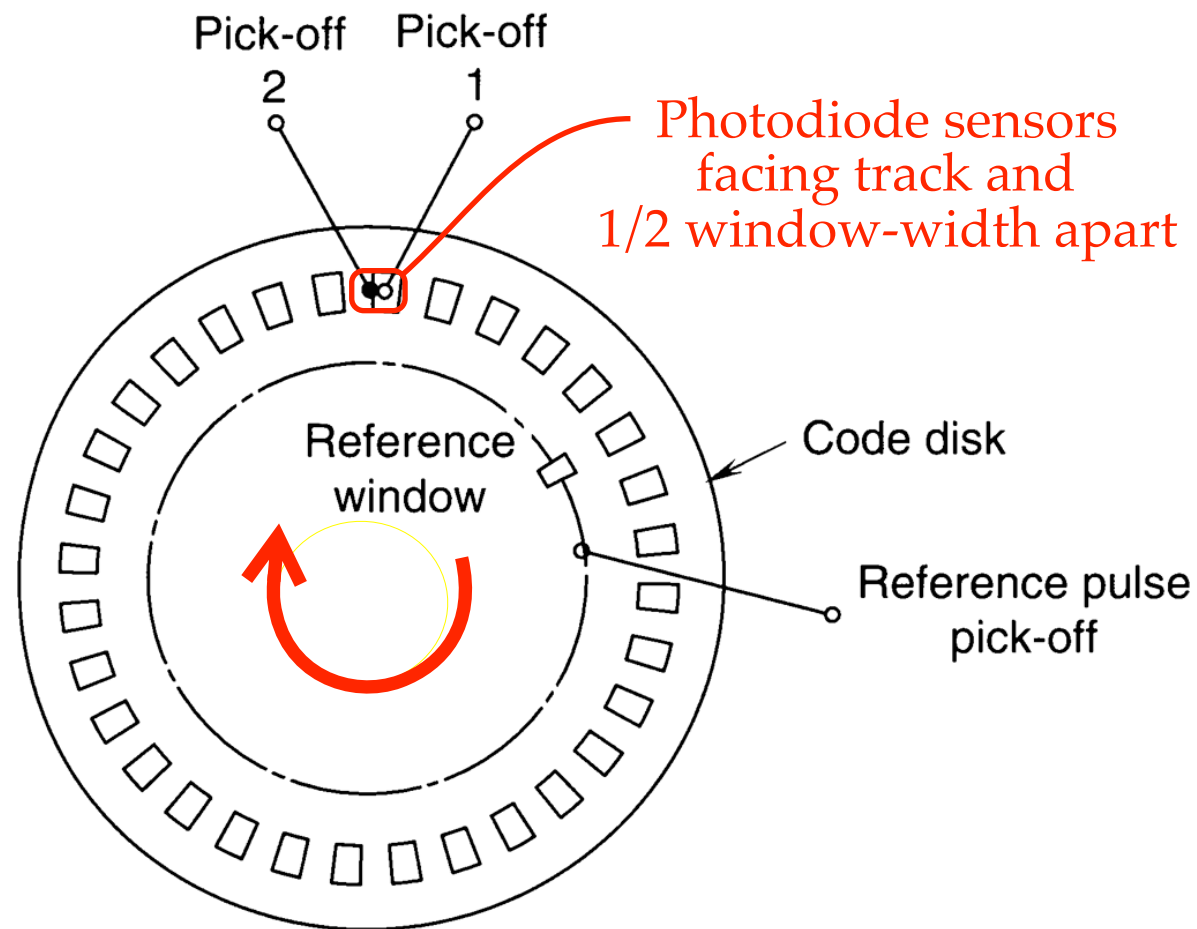 Pick-off Pick-off
2 1
Photodiode sensors
facing track and
1/2 window-width apart
Reference
window
Code disk
Reference pulse
pick-off